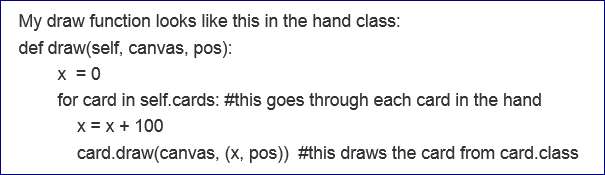 My draw function looks like this in the hand class:
def draw(self, canvas, pos):
x = 0
for card in self.cards: #this goes through each card in the hand
x = x + 100
card.draw(canvas, (x, pos)) #this draws the card from card.class